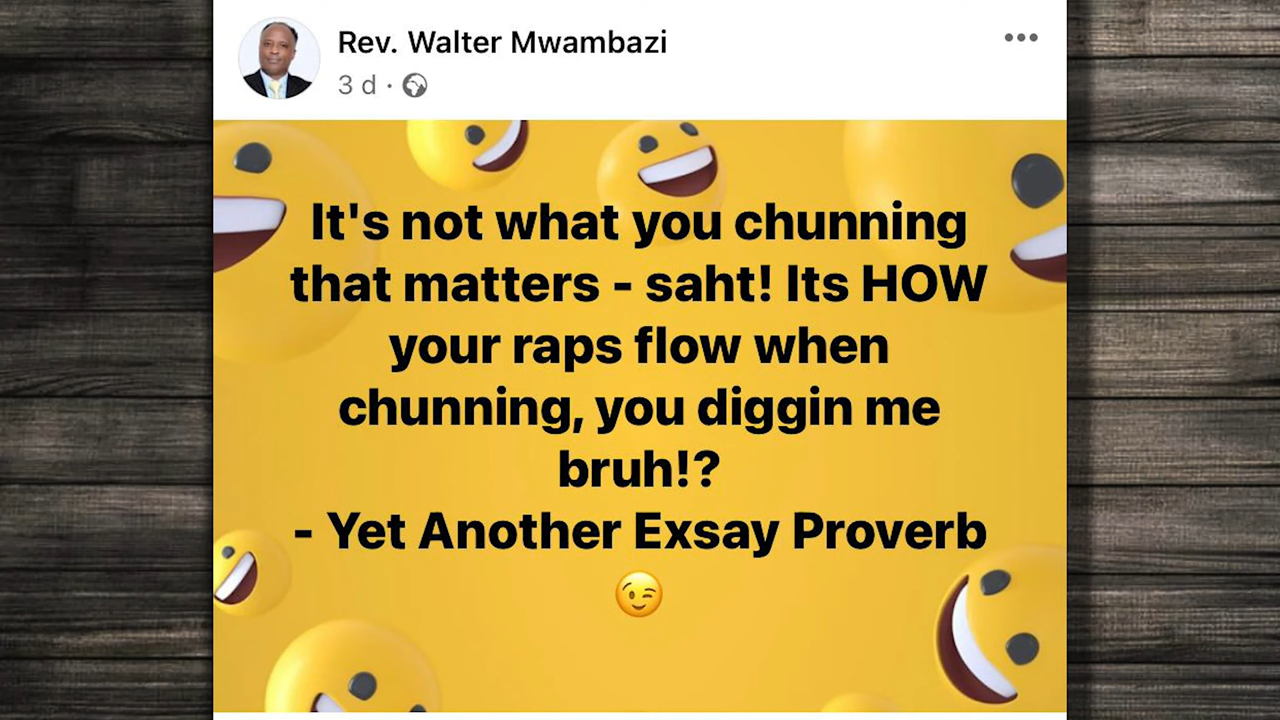 Rev. Walter Mwambazi
3 d ·
It's not what you chunning
that matters - saht! Its HOW
your raps flow when
chunning, you diggin me
bruh!?
- Yet Another Exsay Proverb
😉